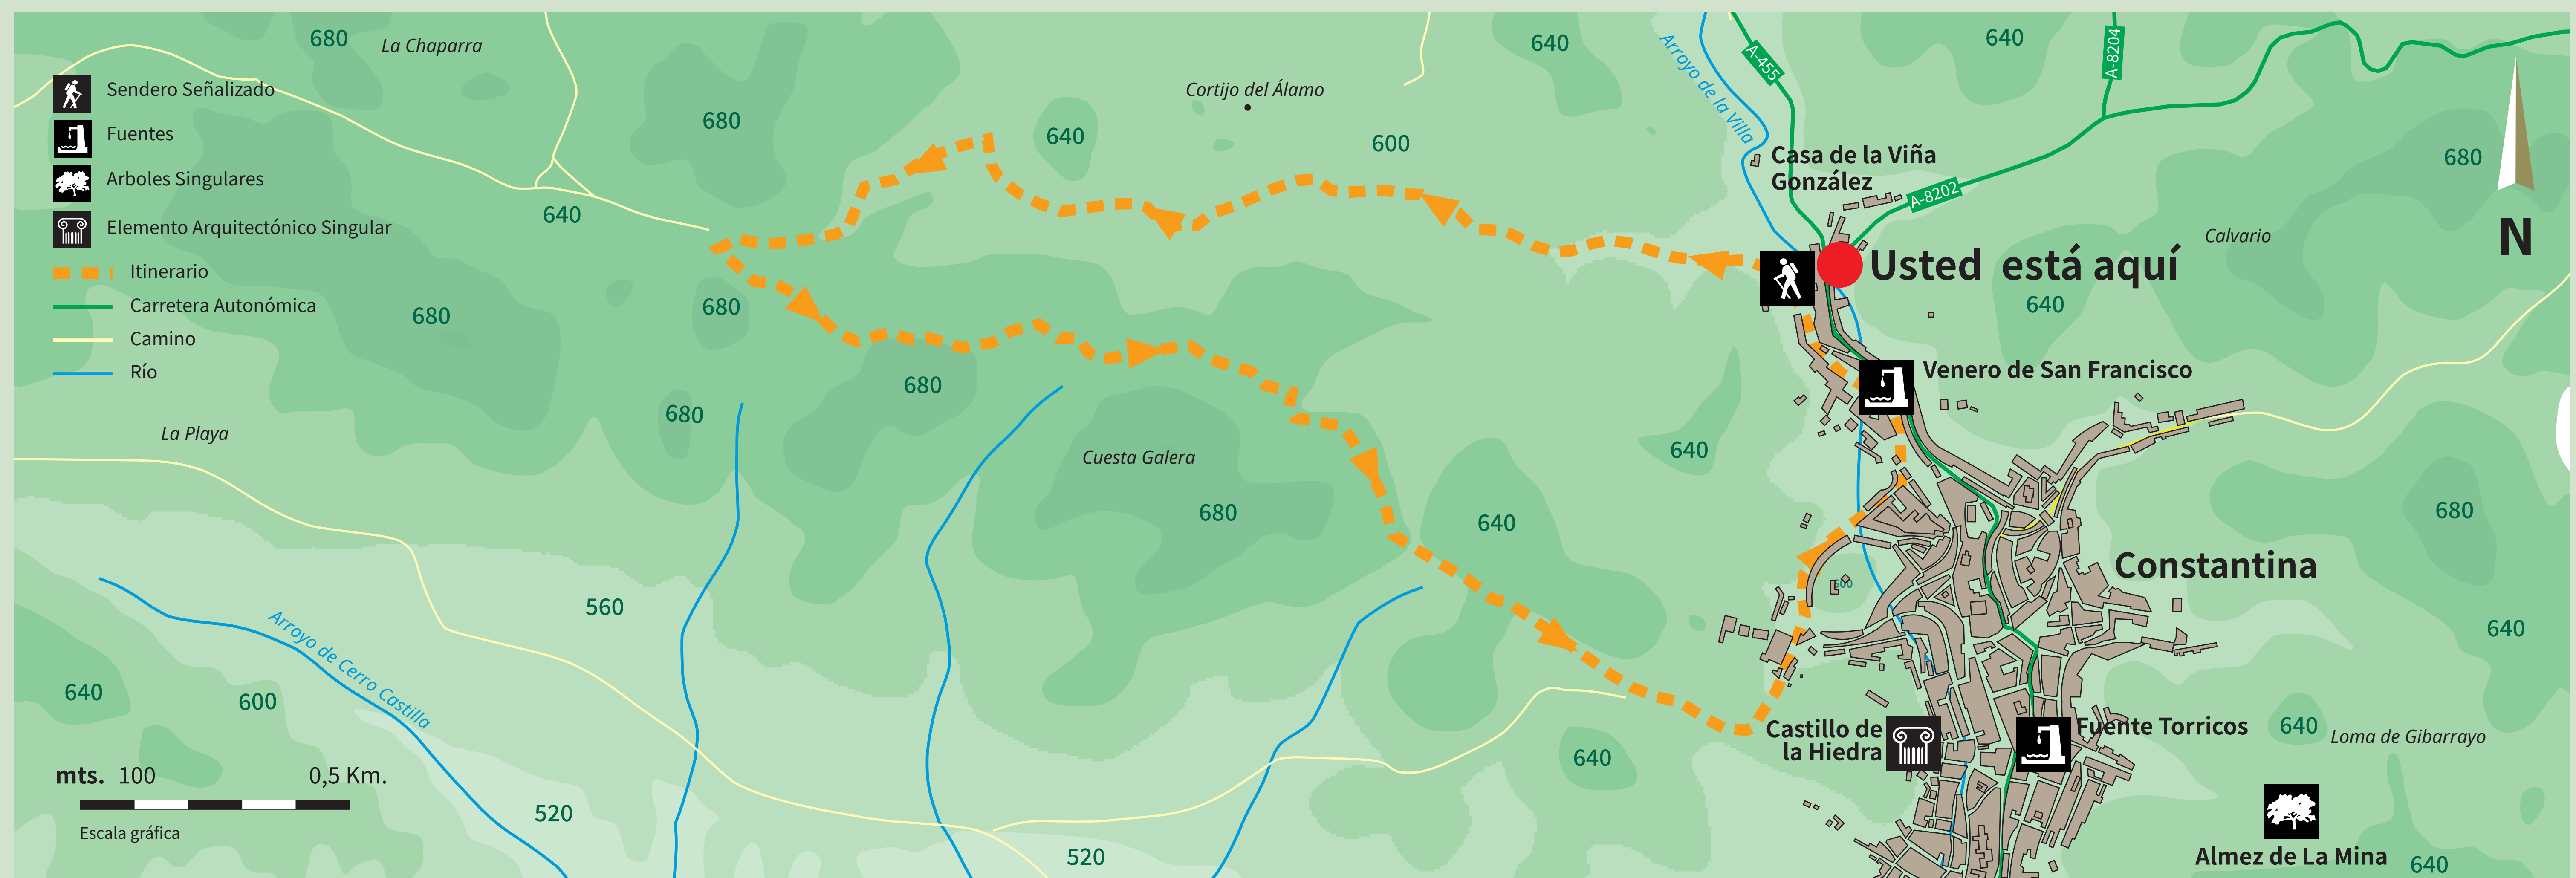 680
La Chaparra
640
A-455
640
A-8204
Sendero Señalizado
Cortijo del Álamo
Arroyo de la Villa
Fuentes
680
640
600
Casa de la Viña
González
680
Arboles Singulares
A-8202
640
Elemento Arquitectónico Singular
N
Calvario
Usted está aquí
Itinerario
Carretera Autonómica
680
680
640
Camino
Río
680
Venero de San Francisco
La Playa
680
Cuesta Galera
640
680
640
680
Constantina
600
560
640
Arroyo de Cerro Castilla
640
600
Castillo de
la Hiedra
Fuente Torricos
640
Loma de Gibarrayo
640
mts. 100 0,5 Km.
520
Escala gráfica
520
Almez de La Mina
640